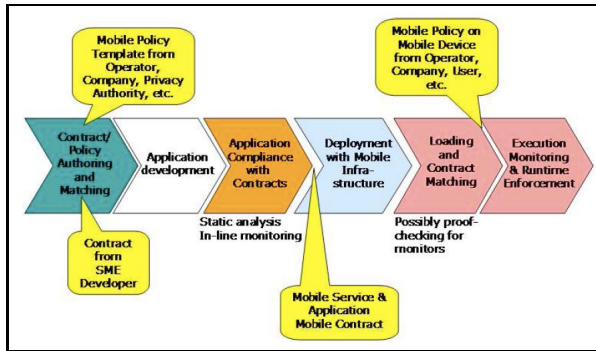 Mobile Policy
Template from
Operator,
Company, Privacy
Authority, etc.
Mobile Policy on
Mobile Device
from Operator,
Company, User,
etc.
Contract/
Policy
Authoring
and
Matching
Application
development
Application
Compliance
with
Contracts
Deployment
with Mobile
Infra-
structure
Loading
and
Contract
Matching
Execution
Monitoring
& Runtime
Enforcement
Static analysis
In-line monitoring
Possibly proof-
checking for
monitors
Contract
from
SME
Developer
Mobile Service &
Application
Mobile Contract